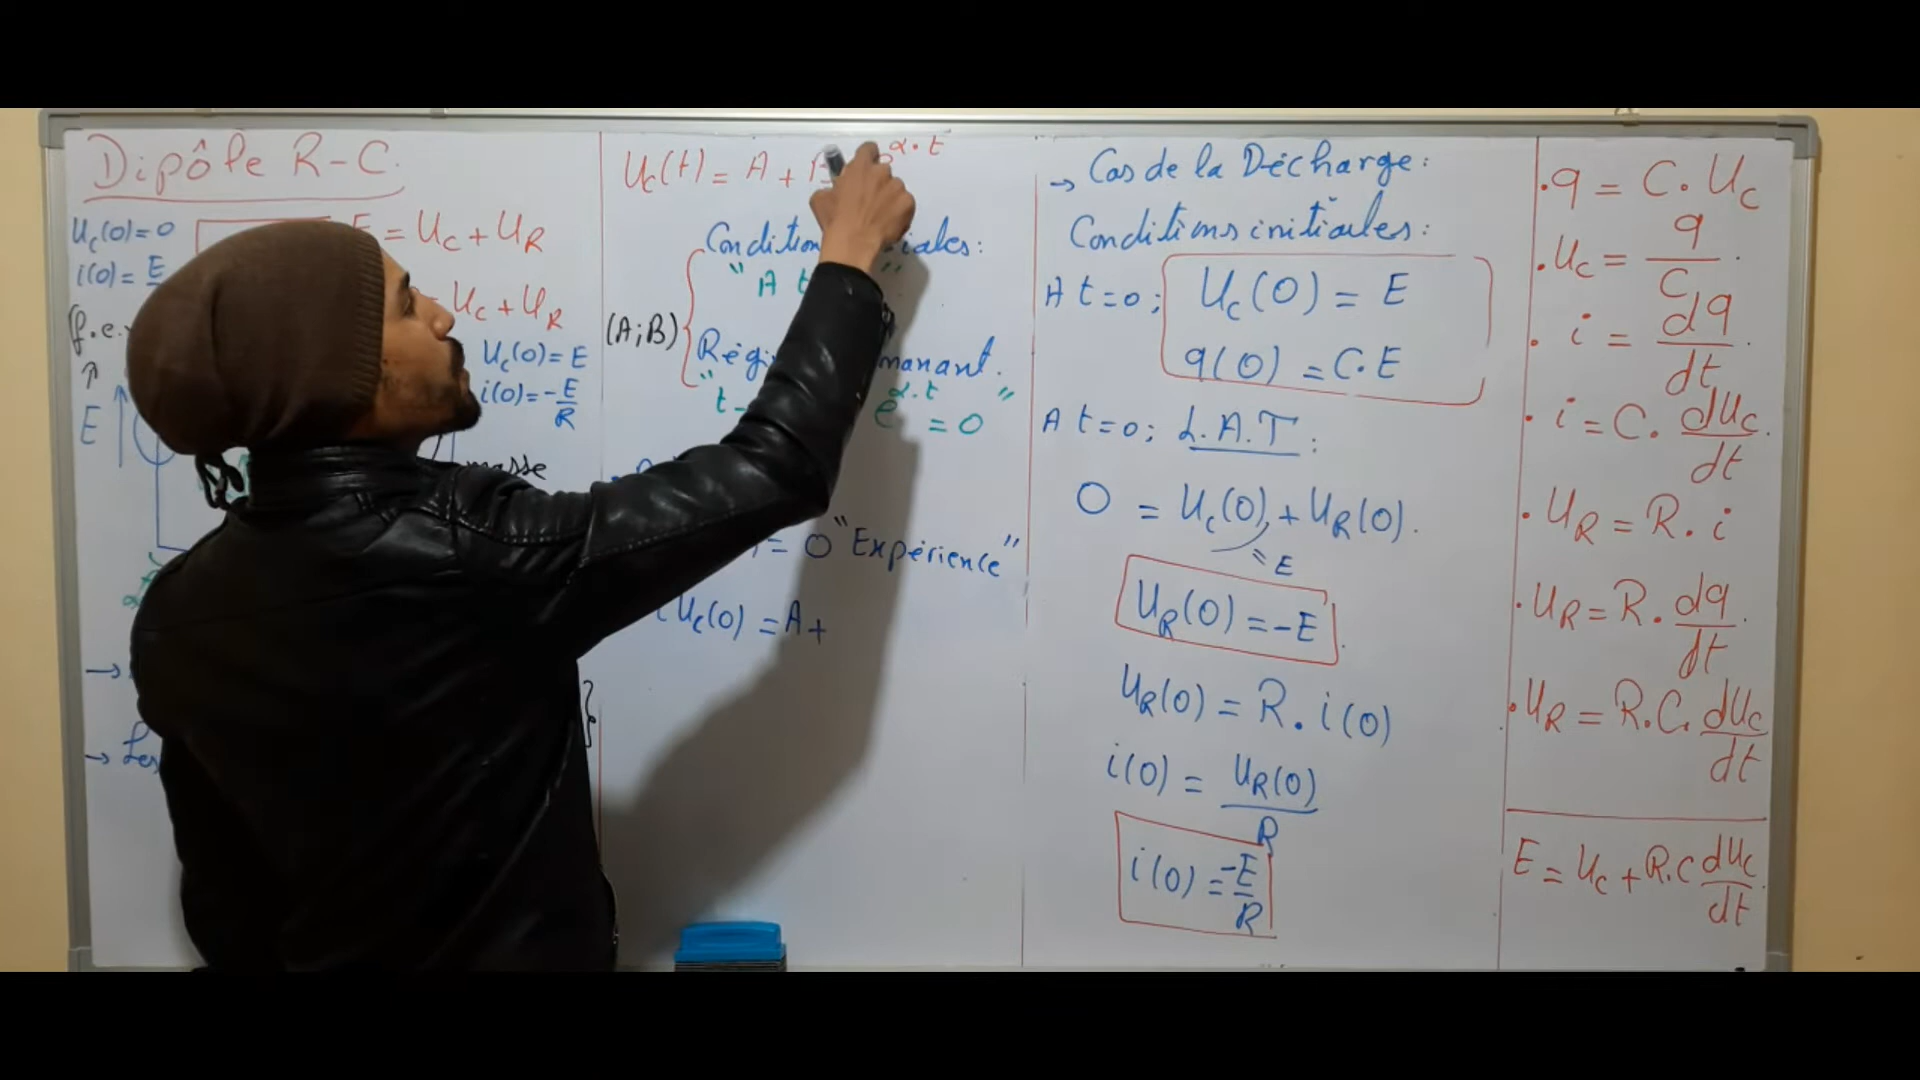 Dipôle R-C.
Uc(0)=0
i(0)= E
E = Uc + UR
Uc + UR
(f.e.
Uc(0)= E
i(0)=-E/R
E
masse
→
→ Les
Uc(t) = A + B e^α.t
Conditions initiales:
" A t "
(A;B)
Régime Permanant.
" t- e^α.t = 0 "
= 0 "Expérience"
Uc(0) = A+
→ Cas de la Décharge:
Conditions initiales:
A t=0; Uc(0) = E
q(0) = C.E
A t=0; L.A.T :
0 = Uc(0) + UR(0).
= E
UR(0) = -E
UR(0) = R . i(0)
i(0) = UR(0)/R
i(0) = -E/R
. q = C. Uc
. Uc = q/C .
. i = dq/dt .
. i = C. dUc/dt .
. UR = R. i
. UR = R. dq/dt .
. UR = R.C. dUc/dt
E = Uc + R.C dUc/dt .